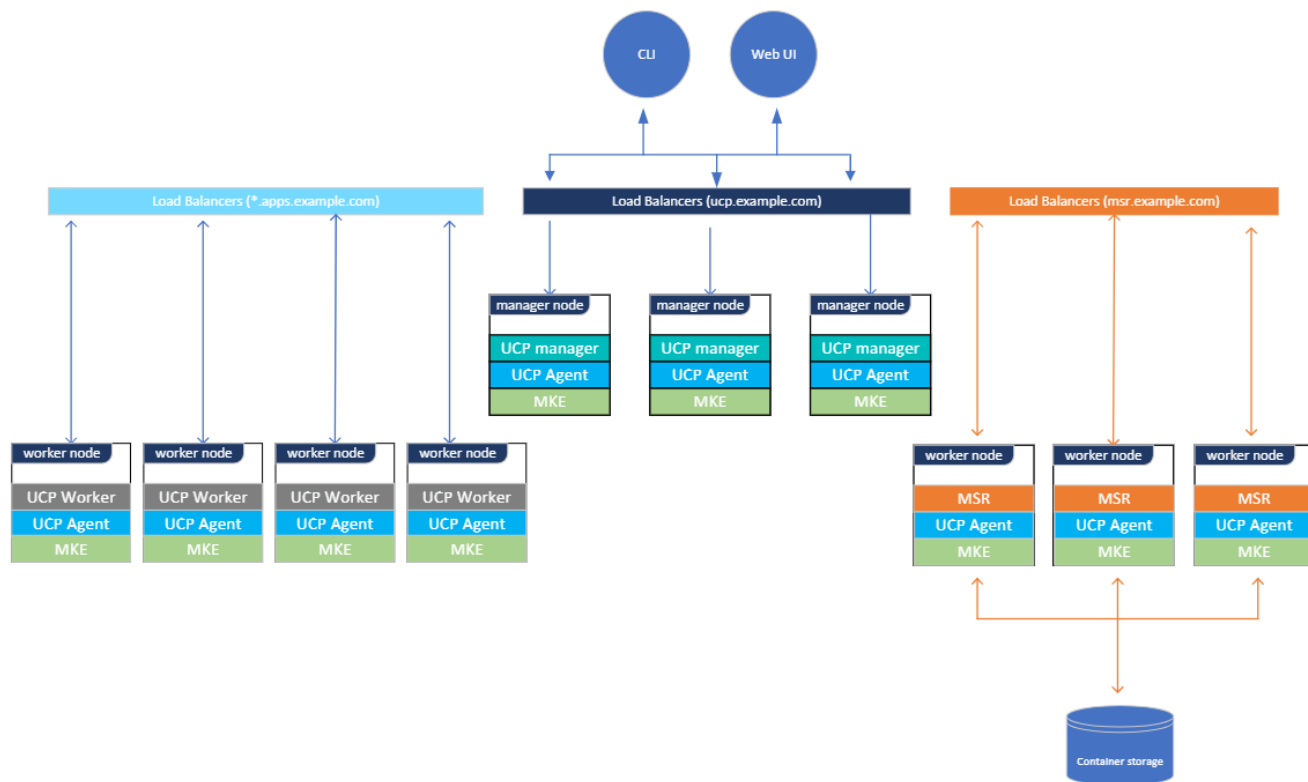 CLI
Web UI
Load Balancers (*.apps.example.com)
Load Balancers (ucp.example.com)
Load Balancers (msr.example.com)
manager node
UCP manager
UCP Agent
MKE
manager node
UCP manager
UCP Agent
MKE
manager node
UCP manager
UCP Agent
MKE
worker node
UCP Worker
UCP Agent
MKE
worker node
UCP Worker
UCP Agent
MKE
worker node
UCP Worker
UCP Agent
MKE
worker node
UCP Worker
UCP Agent
MKE
worker node
MSR
UCP Agent
MKE
worker node
MSR
UCP Agent
MKE
worker node
MSR
UCP Agent
MKE
Container storage